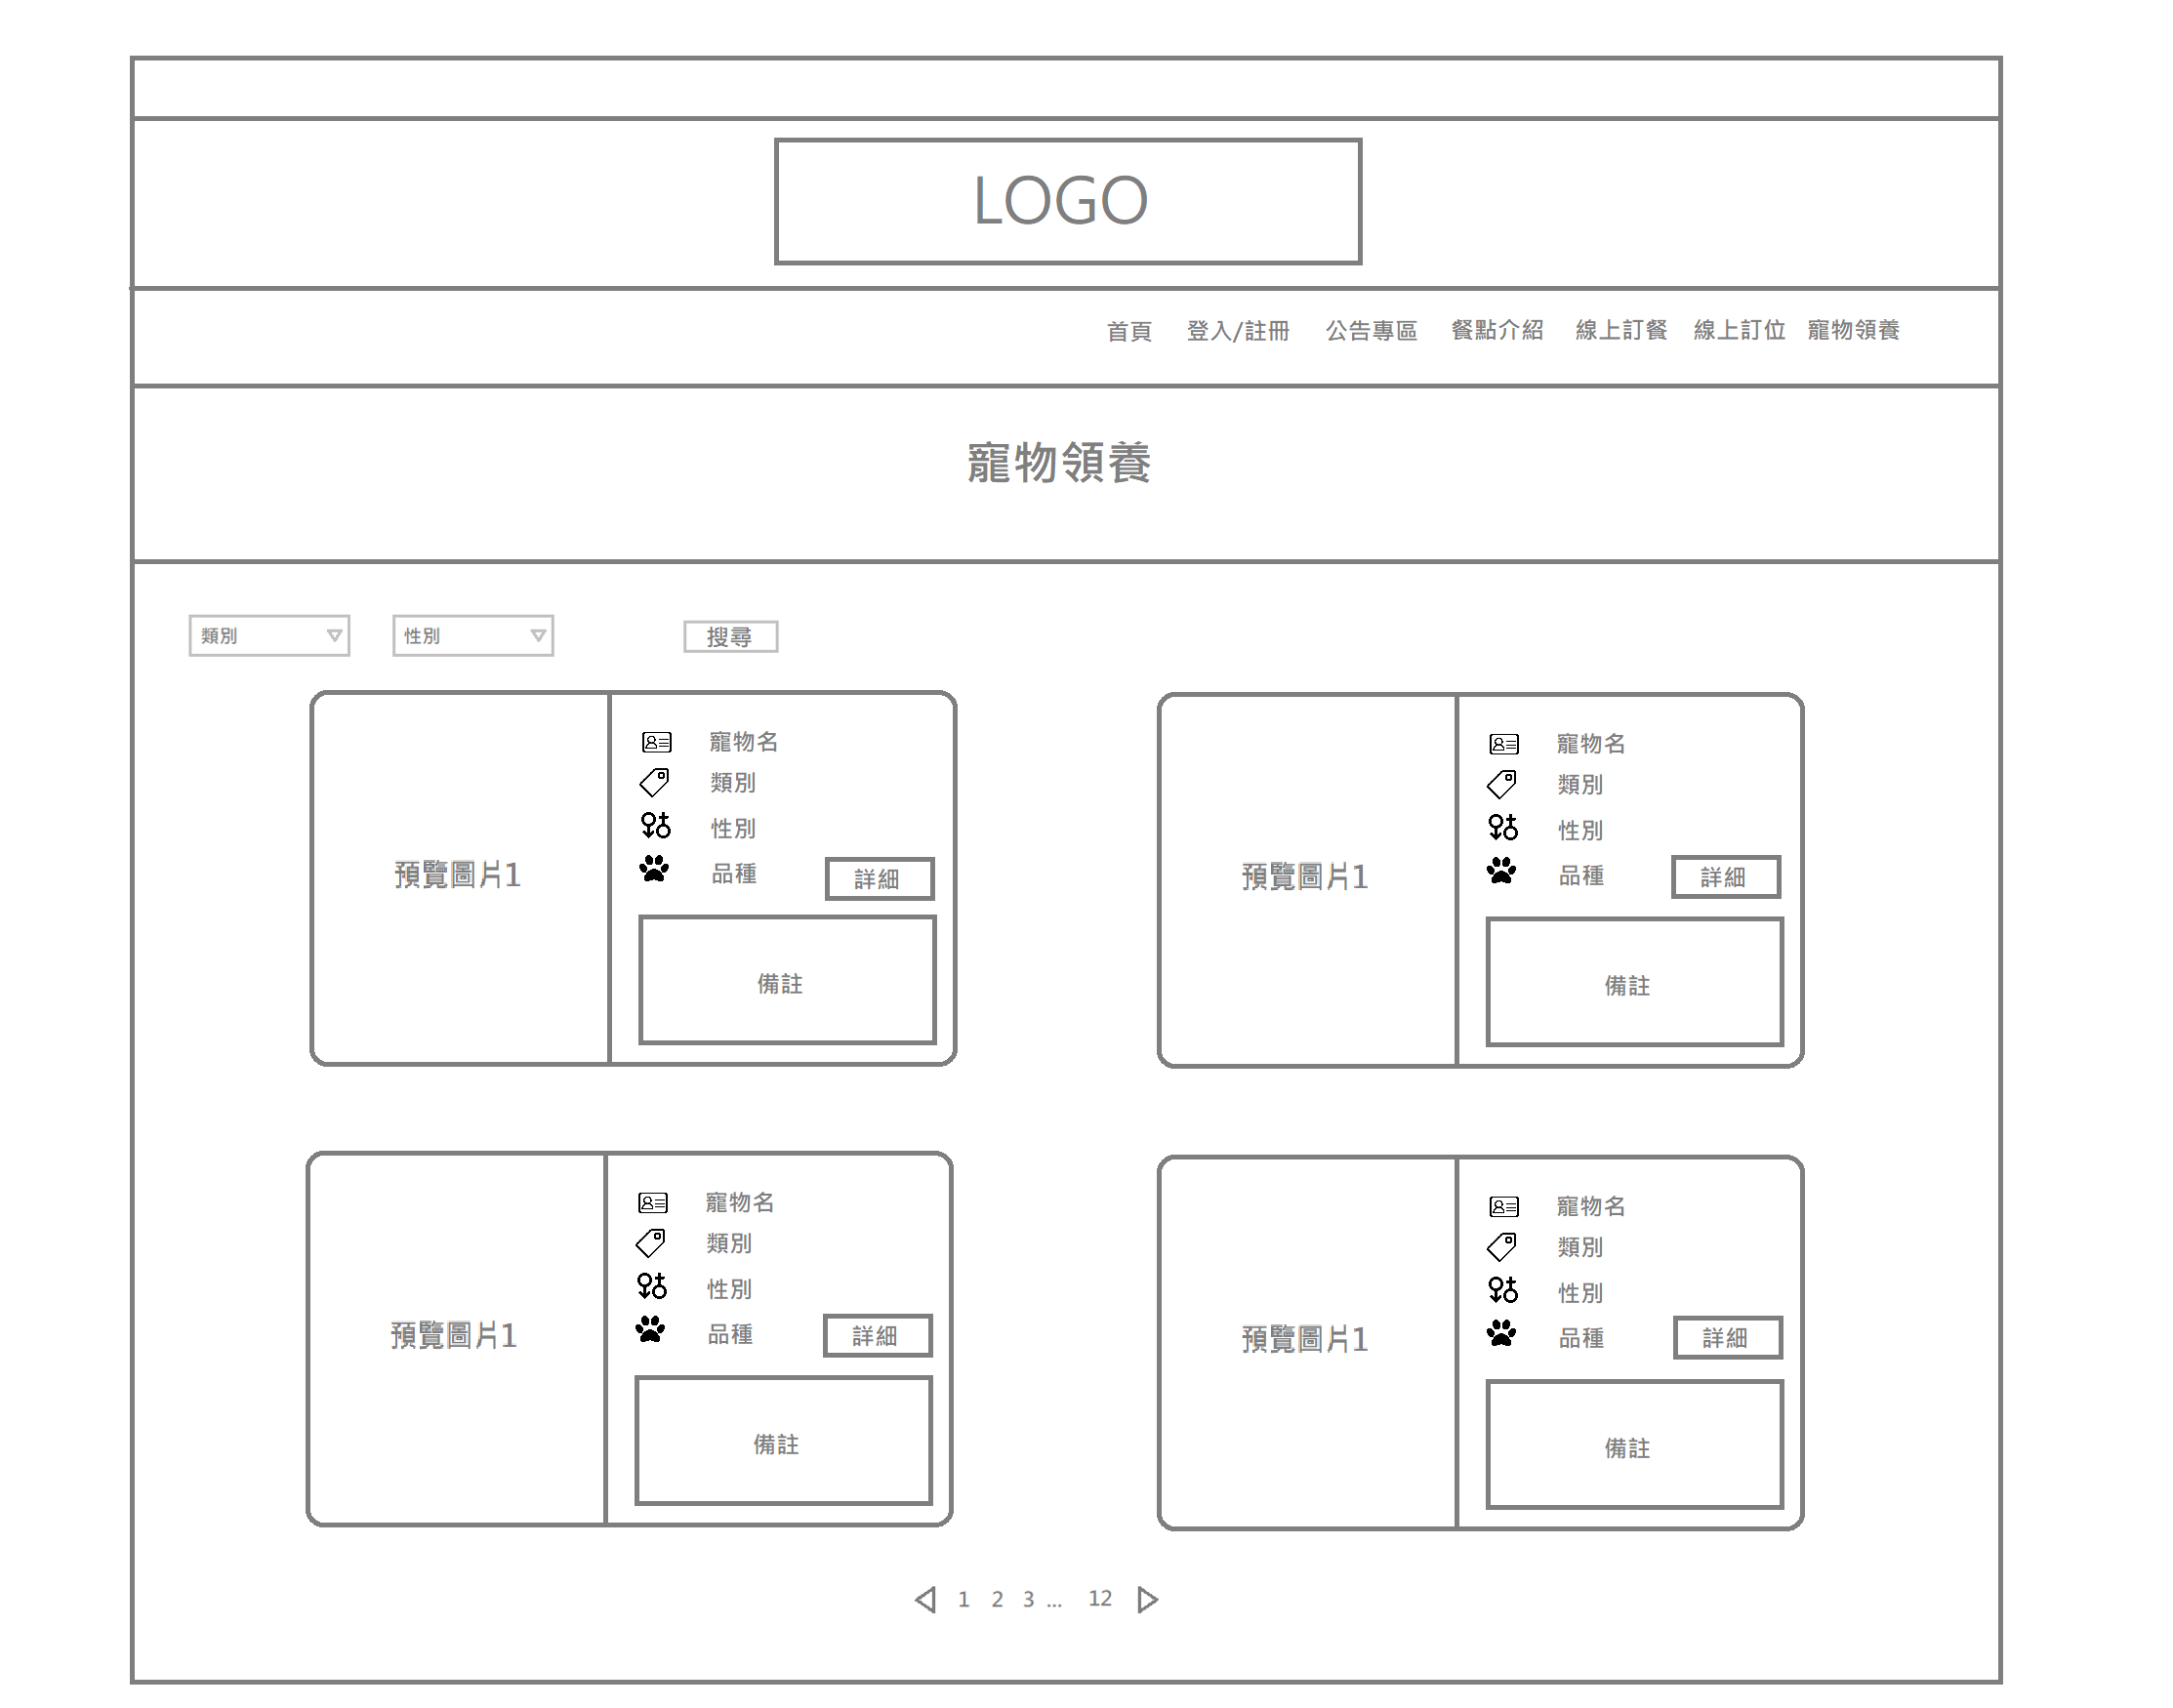 LOGO
首頁 登入/註冊 公告專區 餐點介紹 線上訂餐 線上訂位 寵物領養
寵物領養
類別 性別 搜尋
預覽圖片1
寵物名
類別
性別
品種 詳細
備註
預覽圖片1
寵物名
類別
性別
品種 詳細
備註
預覽圖片1
寵物名
類別
性別
品種 詳細
備註
預覽圖片1
寵物名
類別
性別
品種 詳細
備註
1 2 3 ... 12